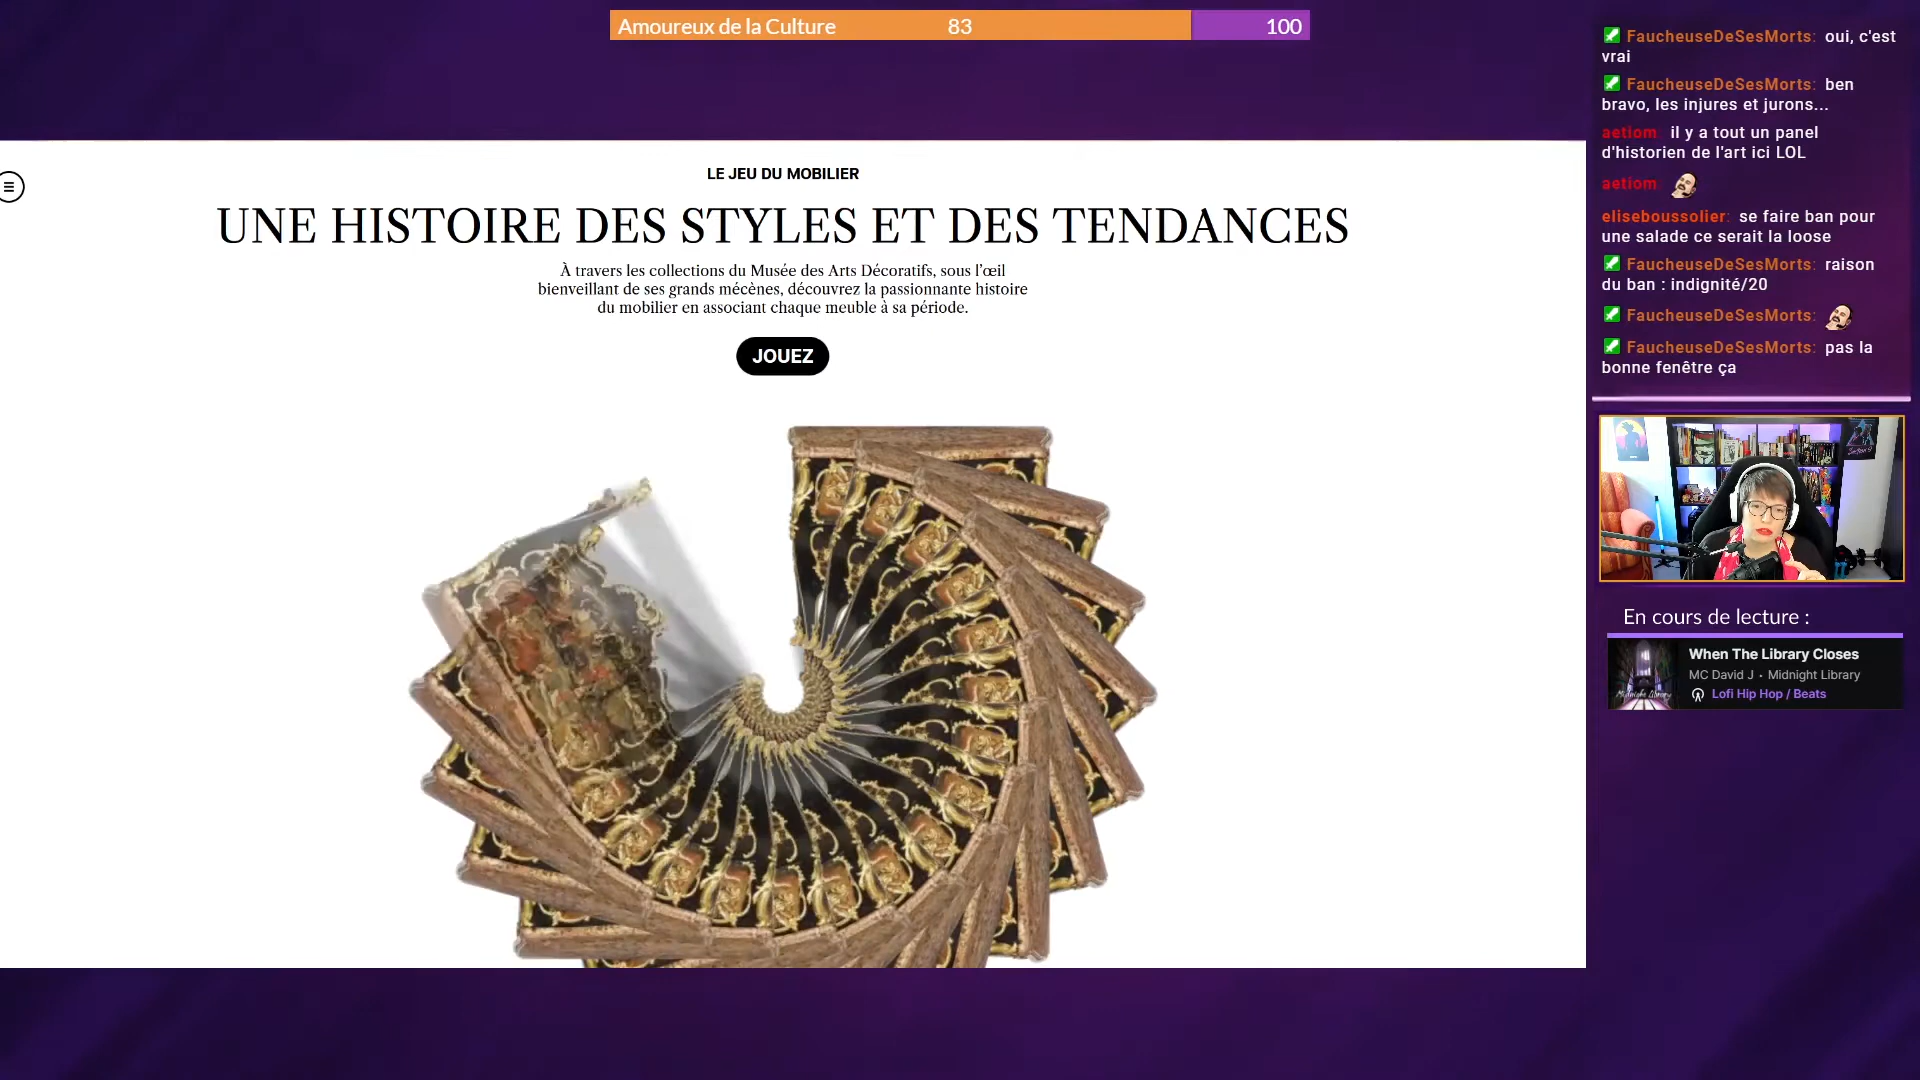 Amoureux de la Culture 83 100
LE JEU DU MOBILIER
UNE HISTOIRE DES STYLES ET DES TENDANCES
À travers les collections du Musée des Arts Décoratifs, sous l'œil
bienveillant de ses grands mécènes, découvrez la passionnante histoire
du mobilier en associant chaque meuble à sa période.
JOUEZ
FaucheuseDeSesMorts: oui, c'est
vrai
FaucheuseDeSesMorts: ben
bravo, les injures et jurons...
aetiom: il y a tout un panel
d'historien de l'art ici LOL
aetiom:
eliseboussolier: se faire ban pour
une salade ce serait la loose
FaucheuseDeSesMorts: raison
du ban : indignité/20
FaucheuseDeSesMorts:
FaucheuseDeSesMorts: pas la
bonne fenêtre ça
En cours de lecture :
When The Library Closes
MC David J • Midnight Library
Lofi Hip Hop / Beats
Midnight Library